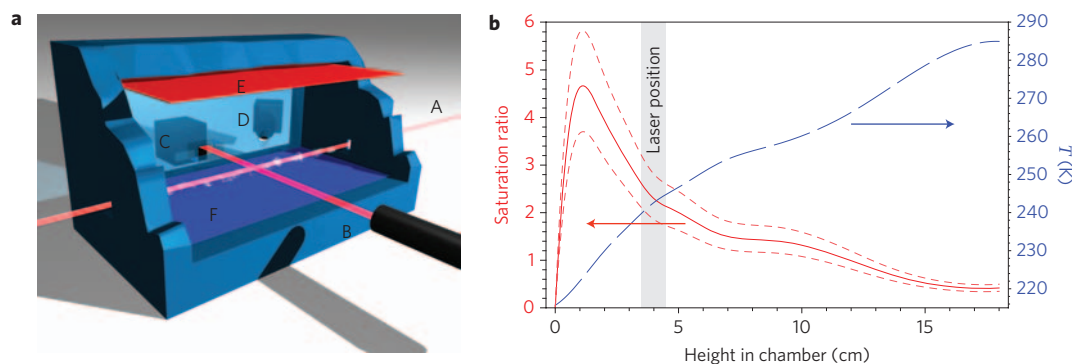 a
A
B
C
D
E
F
b
Saturation ratio
6
5
4
3
2
1
0
Laser position
290
280
270
260
250
240
230
220
T (K)
0
5
10
15
Height in chamber (cm)